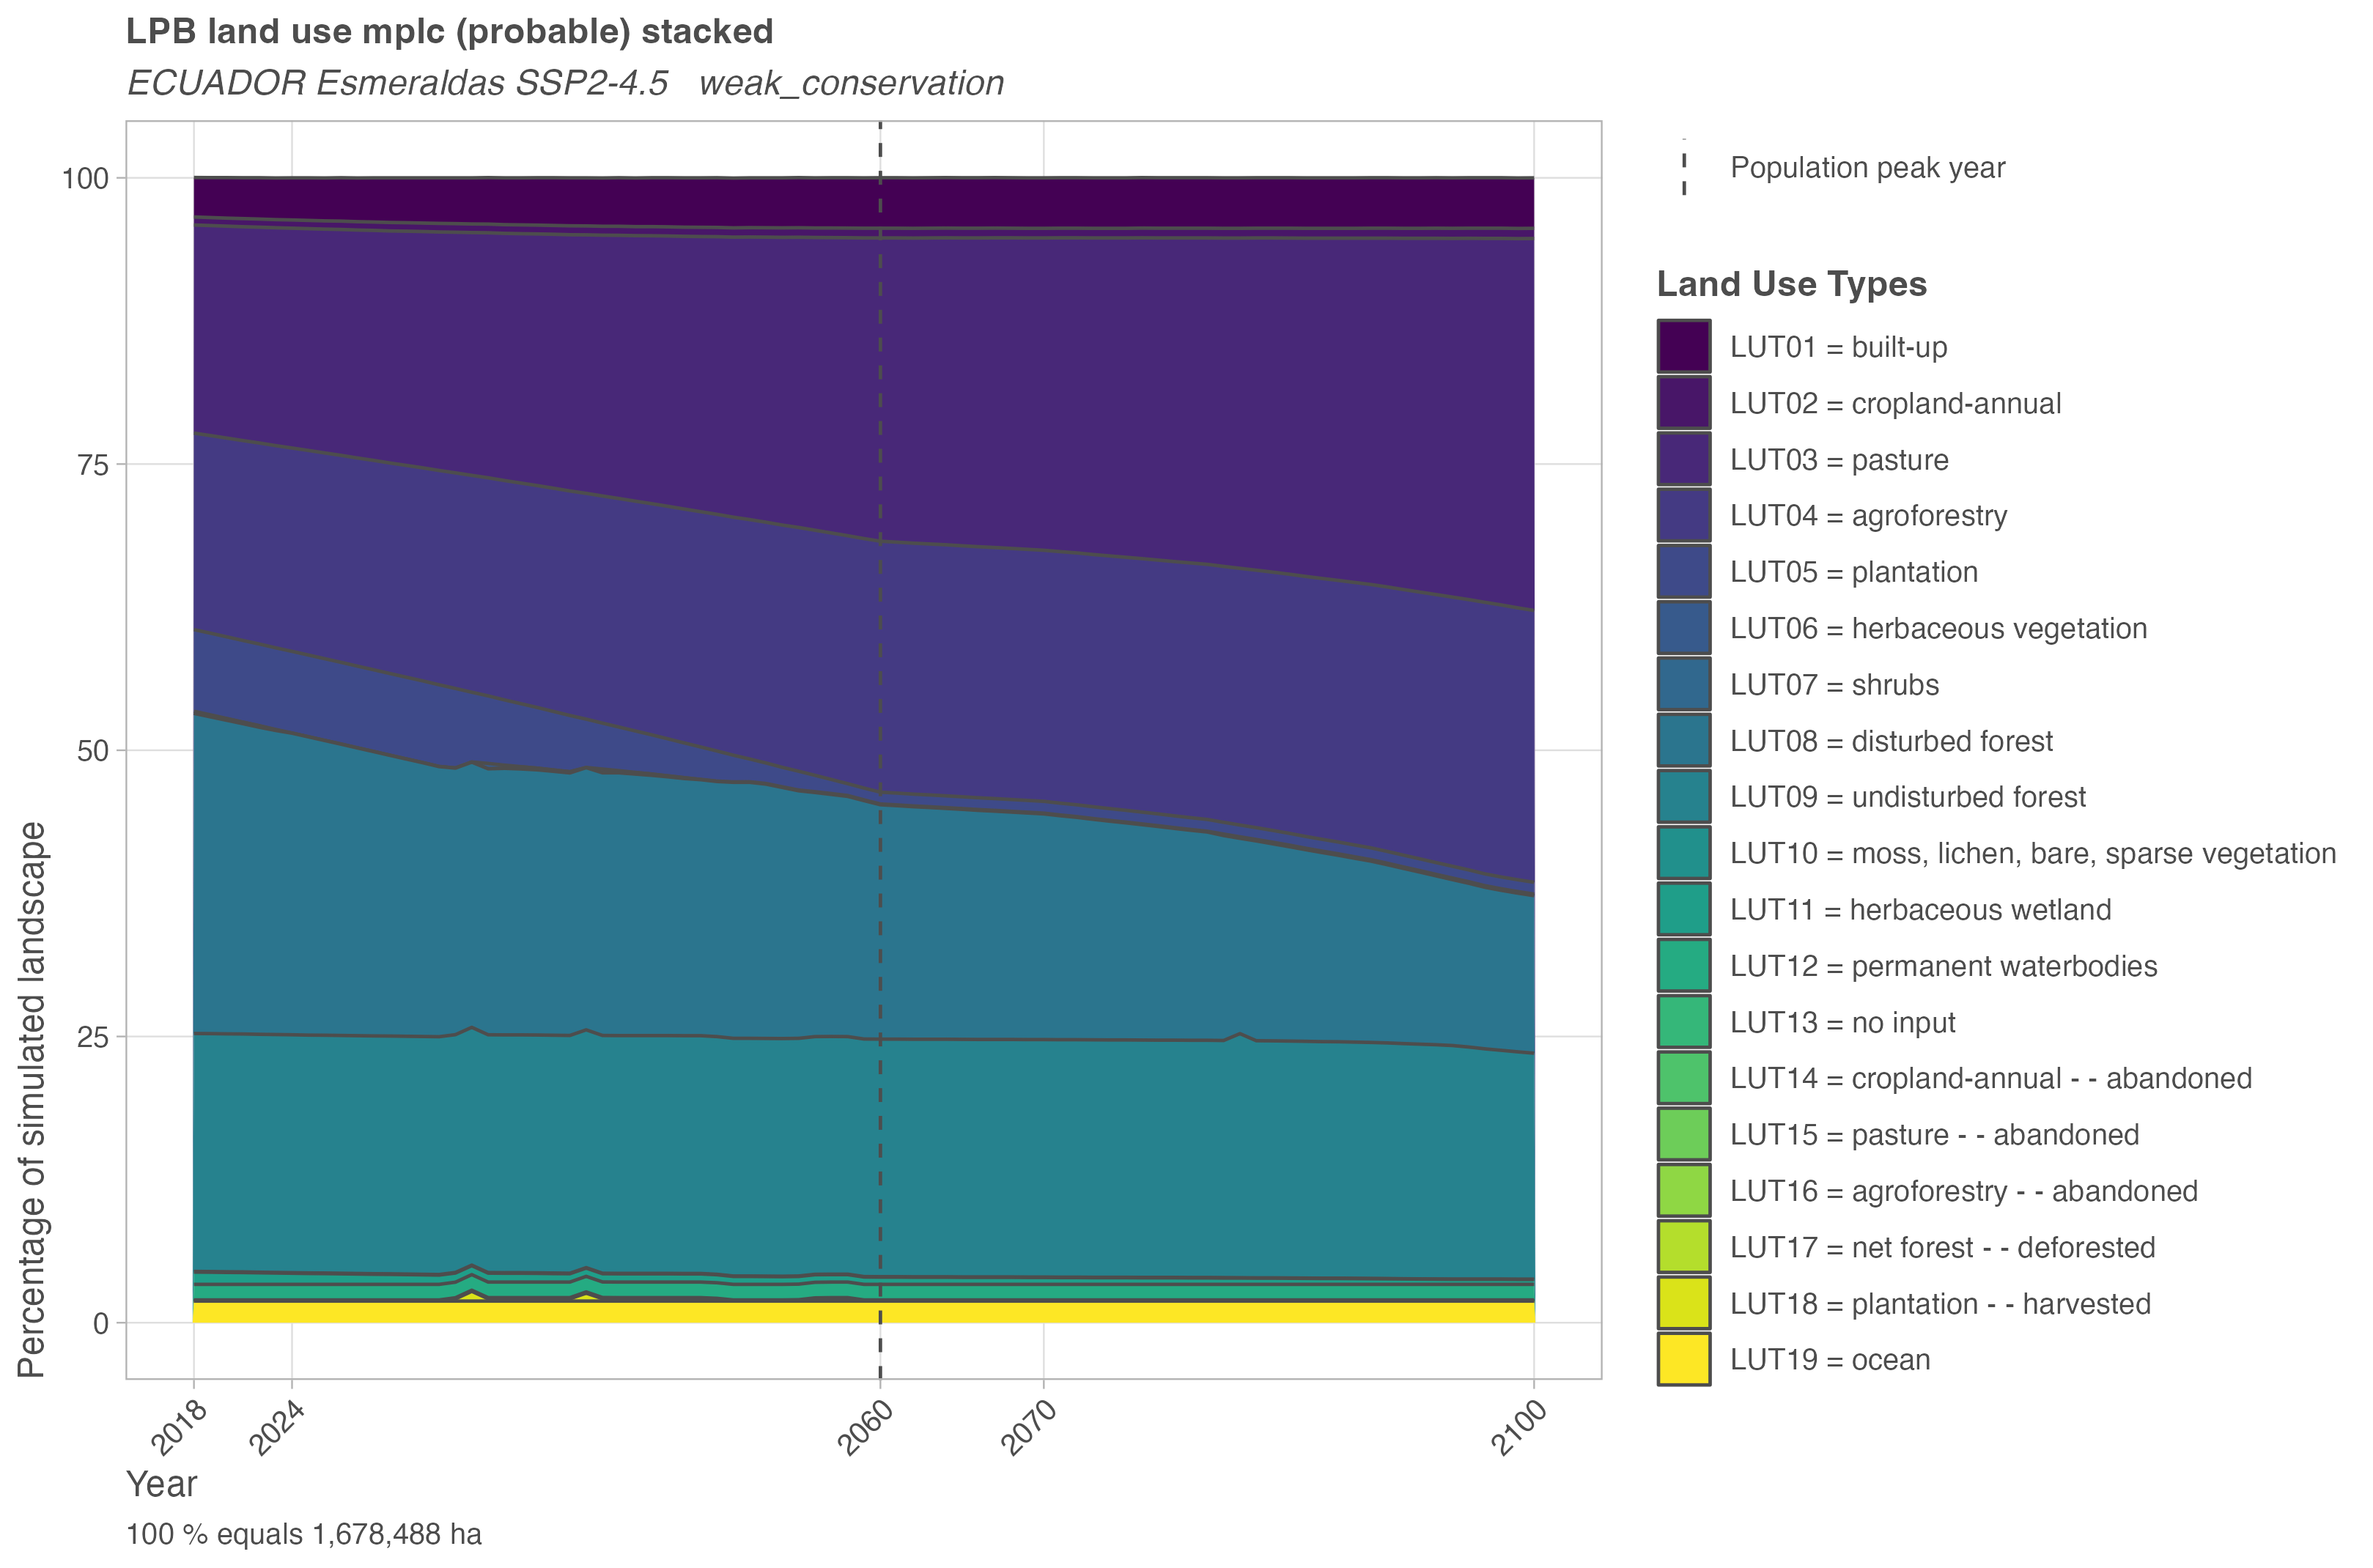 LPB land use mplc (probable) stacked
ECUADOR Esmeraldas SSP2-4.5   weak_conservation
Percentage of simulated landscape
100
75
50
25
0
2018
2024
2060
2070
2100
Year
100 % equals 1,678,488 ha
Population peak year
Land Use Types
LUT01 = built-up
LUT02 = cropland-annual
LUT03 = pasture
LUT04 = agroforestry
LUT05 = plantation
LUT06 = herbaceous vegetation
LUT07 = shrubs
LUT08 = disturbed forest
LUT09 = undisturbed forest
LUT10 = moss, lichen, bare, sparse vegetation
LUT11 = herbaceous wetland
LUT12 = permanent waterbodies
LUT13 = no input
LUT14 = cropland-annual - - abandoned
LUT15 = pasture - - abandoned
LUT16 = agroforestry - - abandoned
LUT17 = net forest - - deforested
LUT18 = plantation - - harvested
LUT19 = ocean